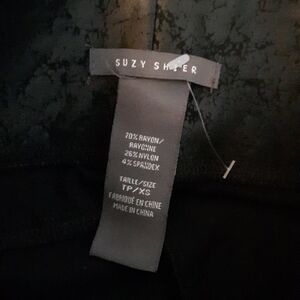 SUZY SHIER
70% RAYON/
RAYONNE
26% NYLON
4% SPANDEX
TAILLE/SIZE
TP/XS
FABRIQUÉ EN CHINE
MADE IN CHINA